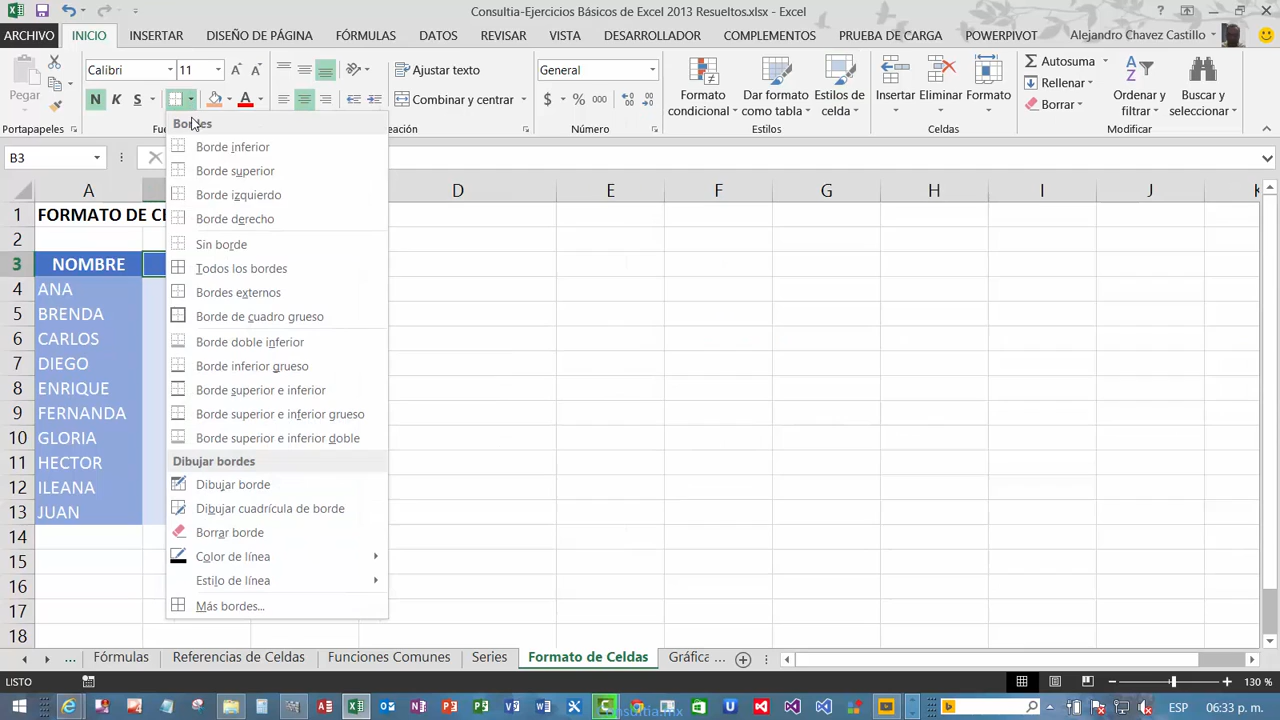 Consultia-Ejercicios Básicos de Excel 2013 Resueltos.xlsx - Excel
ARCHIVO INICIO INSERTAR DISEÑO DE PÁGINA FÓRMULAS DATOS REVISAR VISTA DESARROLLADOR COMPLEMENTOS PRUEBA DE CARGA POWERPIVOT Alejandro Chavez Castillo
Pegar
Calibri 11
N K S
Ajustar texto
Combinar y centrar
General
$ % 000
Formato condicional
Dar formato como tabla
Estilos de celda
Insertar Eliminar Formato
Autosuma
Rellenar
Borrar
Ordenar y filtrar
Buscar y seleccionar
Portapapeles Número Estilos Celdas Modificar
B3
A D E F G H I J K
1 FORMATO DE CE
2
3 NOMBRE
4 ANA
5 BRENDA
6 CARLOS
7 DIEGO
8 ENRIQUE
9 FERNANDA
10 GLORIA
11 HECTOR
12 ILEANA
13 JUAN
14
15
16
17
18
Bordes
Borde inferior
Borde superior
Borde izquierdo
Borde derecho
Sin borde
Todos los bordes
Bordes externos
Borde de cuadro grueso
Borde doble inferior
Borde inferior grueso
Borde superior e inferior
Borde superior e inferior grueso
Borde superior e inferior doble
Dibujar bordes
Dibujar borde
Dibujar cuadrícula de borde
Borrar borde
Color de línea
Estilo de línea
Más bordes...
... Fórmulas Referencias de Celdas Funciones Comunes Series Formato de Celdas Gráfica ...
LISTO 130 %
Consultia.mx
ESP 06:33 p. m.